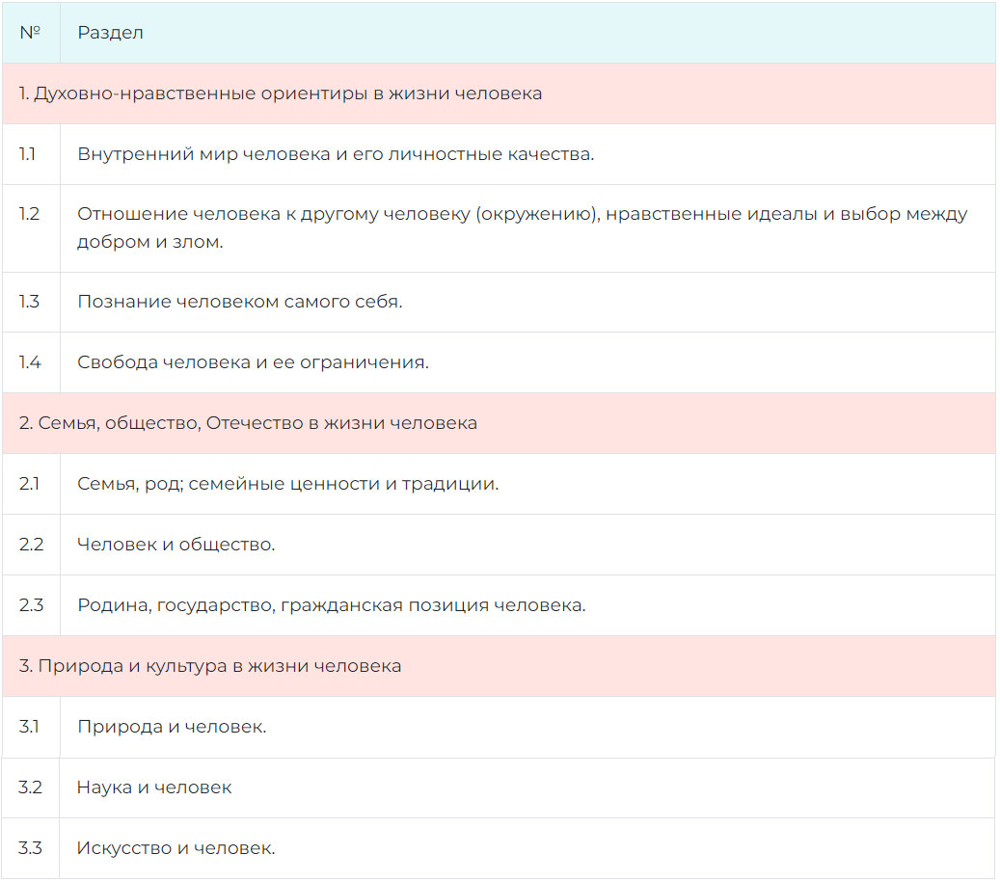 № Раздел
1. Духовно-нравственные ориентиры в жизни человека
1.1 Внутренний мир человека и его личностные качества.
1.2 Отношение человека к другому человеку (окружению), нравственные идеалы и выбор между
добром и злом.
1.3 Познание человеком самого себя.
1.4 Свобода человека и ее ограничения.
2. Семья, общество, Отечество в жизни человека
2.1 Семья, род; семейные ценности и традиции.
2.2 Человек и общество.
2.3 Родина, государство, гражданская позиция человека.
3. Природа и культура в жизни человека
3.1 Природа и человек.
3.2 Наука и человек
3.3 Искусство и человек.